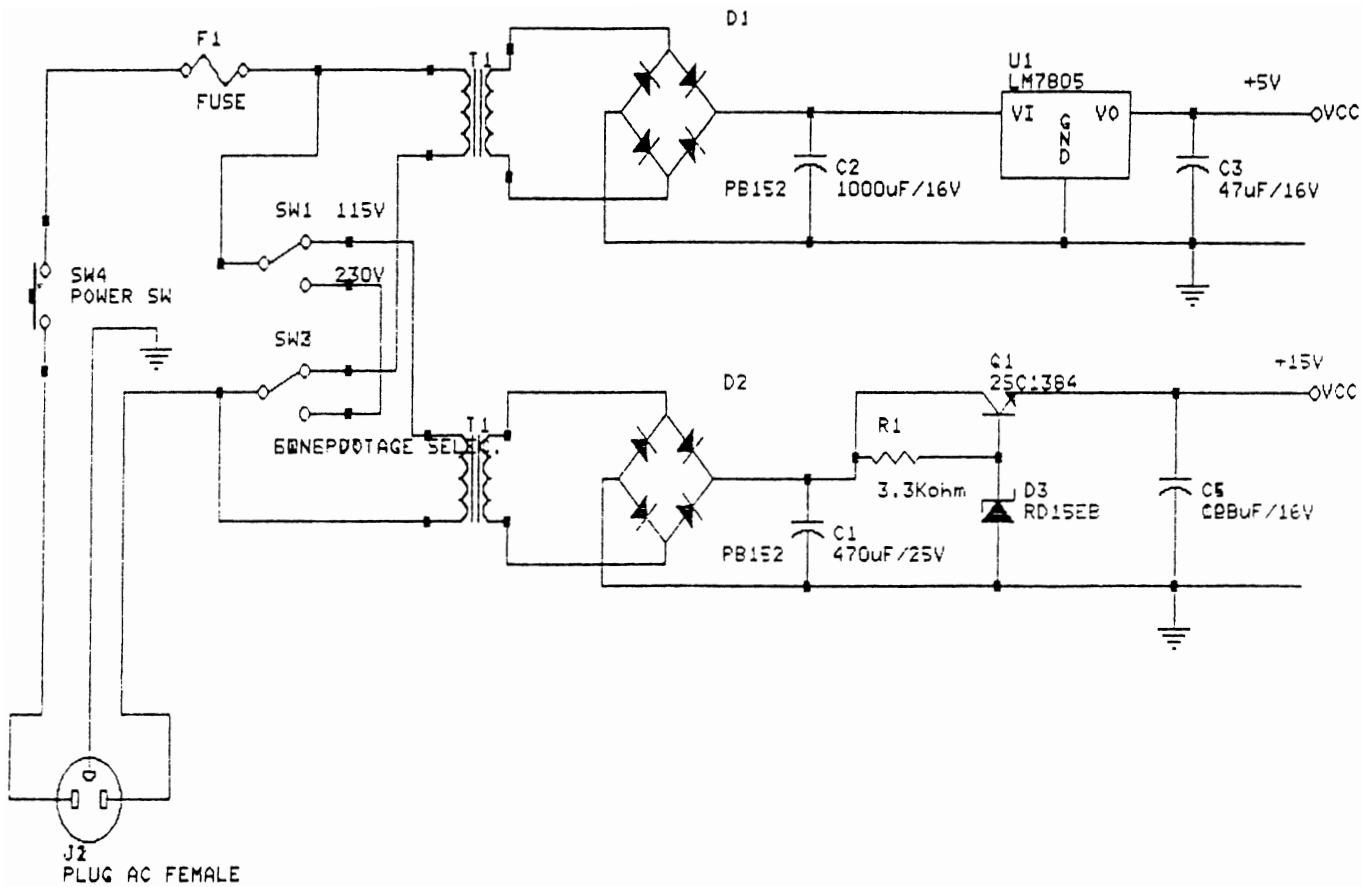 D1
F1
T1
U1
LM7805
+5V
FUSE
VI
VO
GND
VCC
C2
1000uF/16V
PB152
C3
47uF/16V
SW1
115V
230V
SW4
POWER SW
SW3
Q1
2SC1384
+15V
D2
VCC
T1
R1
3.3Kohm
D3
RD15EB
/16V
C1
470uF/25V
PB152
PLUG AC FEMALE